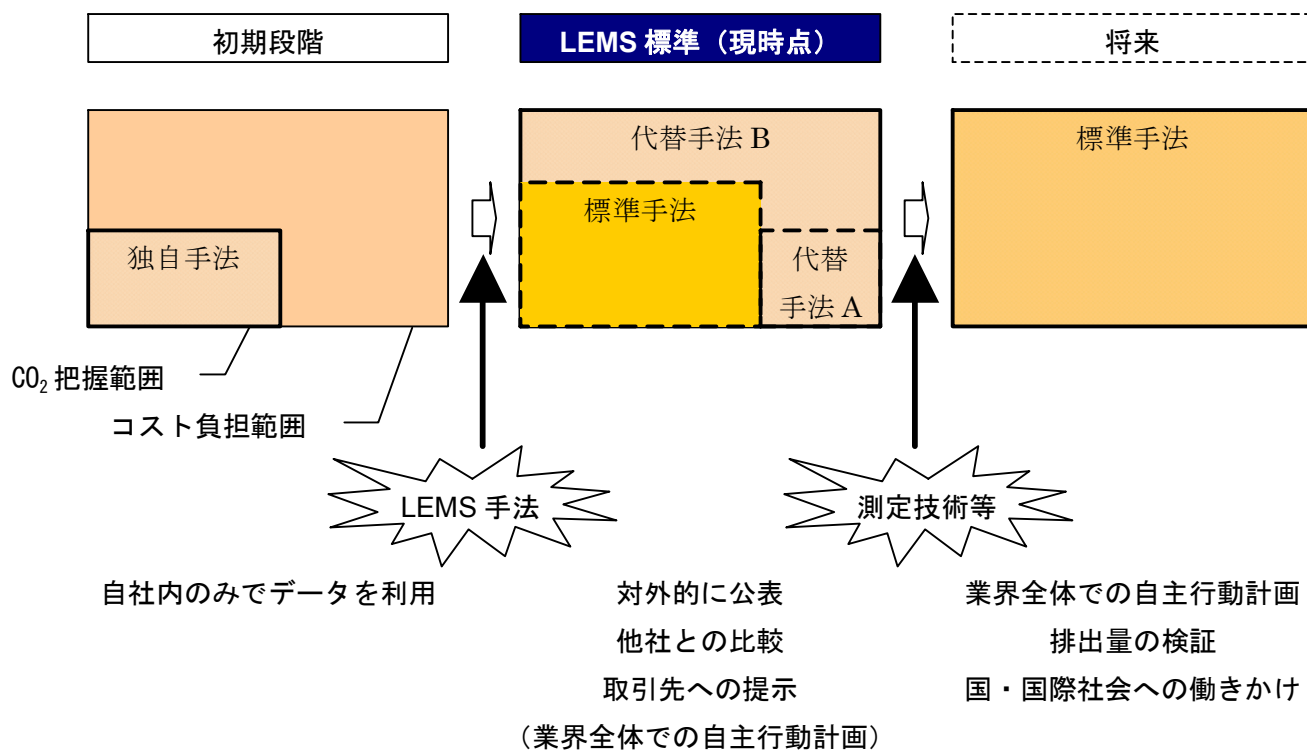 初期段階
LEMS 標準（現時点）
将来
代替手法 B
標準手法
標準手法
独自手法
代替
手法 A
CO₂ 把握範囲
コスト負担範囲
LEMS 手法
測定技術等
自社内のみでデータを利用
対外的に公表
業界全体での自主行動計画
他社との比較
排出量の検証
取引先への提示
国・国際社会への働きかけ
（業界全体での自主行動計画）